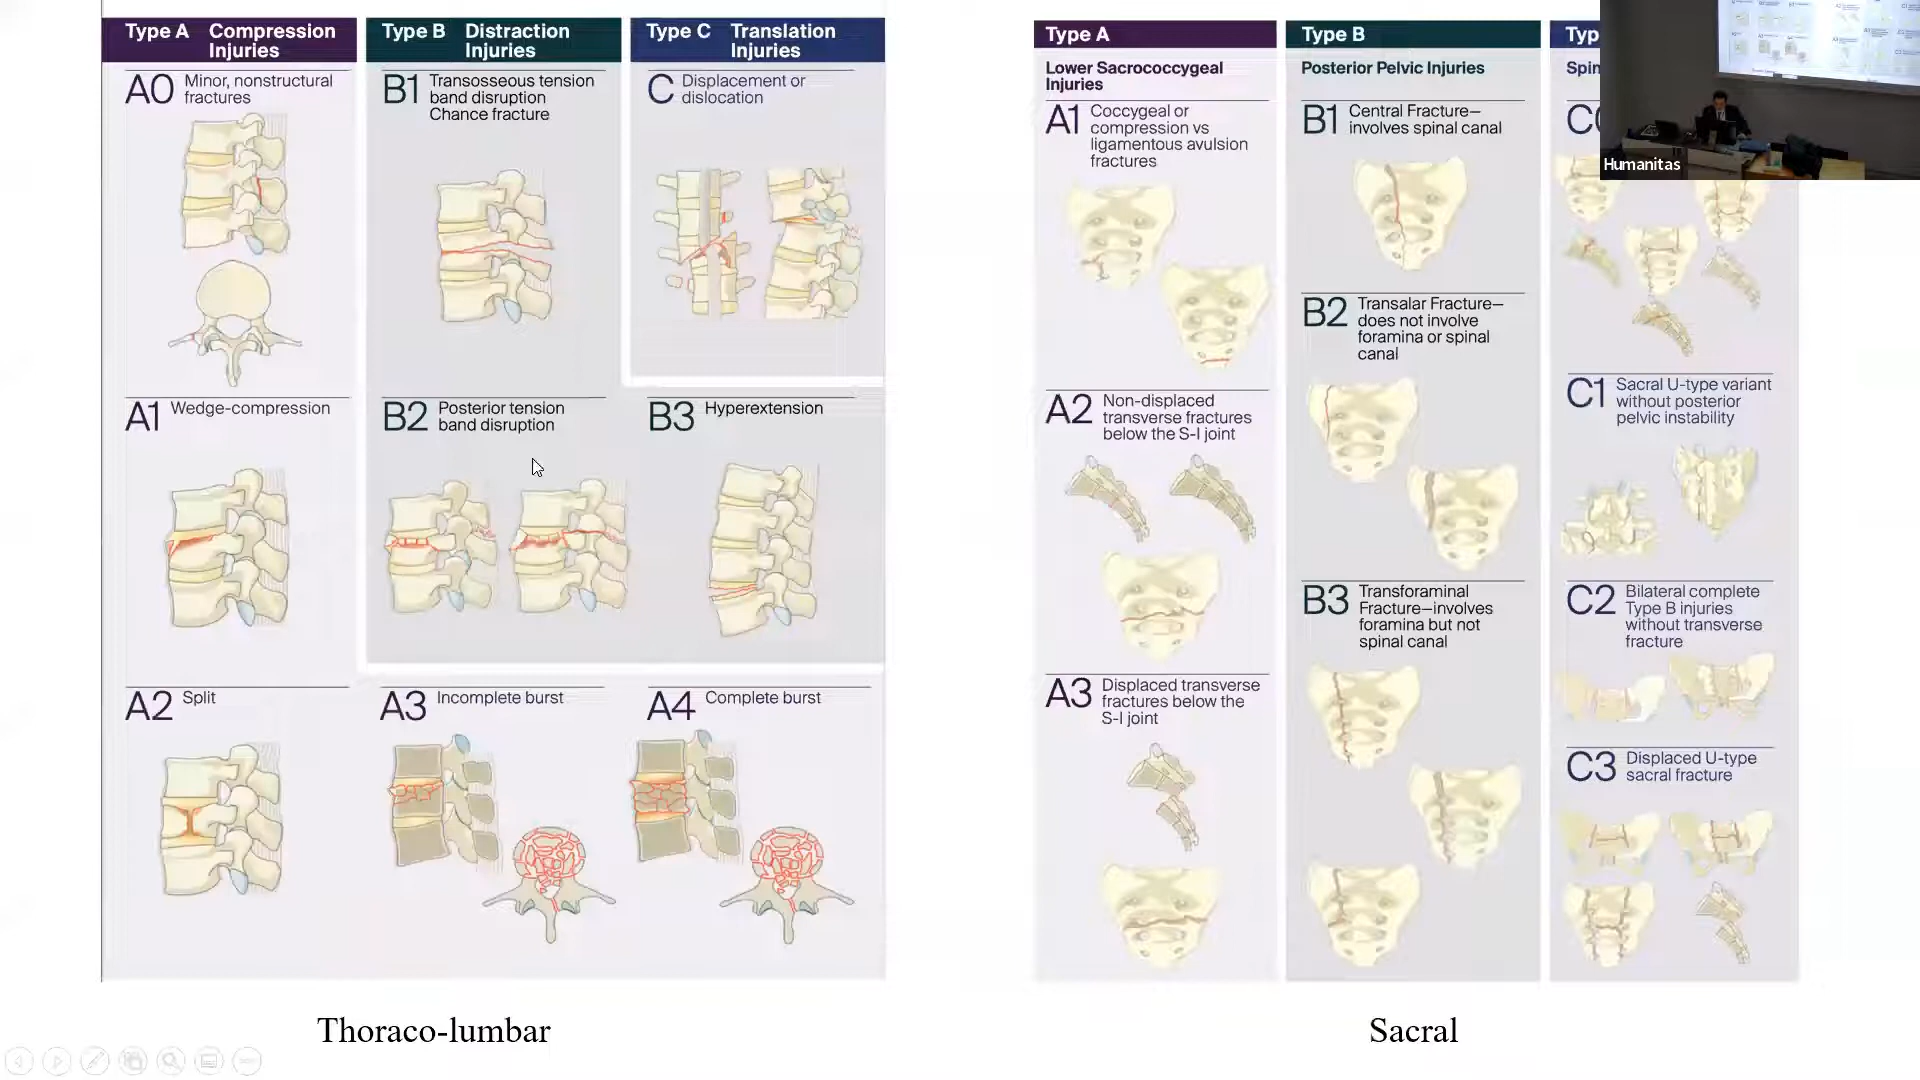 Type A Compression
Injuries
A0 Minor, nonstructural
fractures
A1 Wedge-compression
A2 Split
Type B Distraction
Injuries
B1 Transosseous tension
band disruption
Chance fracture
B2 Posterior tension
band disruption
B3 Hyperextension
A3 Incomplete burst
A4 Complete burst
Type C Translation
Injuries
C Displacement or
dislocation
Thoraco-lumbar
Type A
Lower Sacrococcygeal
Injuries
A1 Coccygeal or
compression vs
ligamentous avulsion
fractures
A2 Non-displaced
transverse fractures
below the S-I joint
A3 Displaced transverse
fractures below the
S-I joint
Type B
Posterior Pelvic Injuries
B1 Central Fracture—
involves spinal canal
B2 Transalar Fracture—
does not involve
foramina or spinal
canal
B3 Transforaminal
Fracture—involves
foramina but not
spinal canal
Typ
Spin
C1 Sacral U-type variant
without posterior
pelvic instability
C2 Bilateral complete
Type B injuries
without transverse
fracture
C3 Displaced U-type
sacral fracture
Sacral
Humanitas